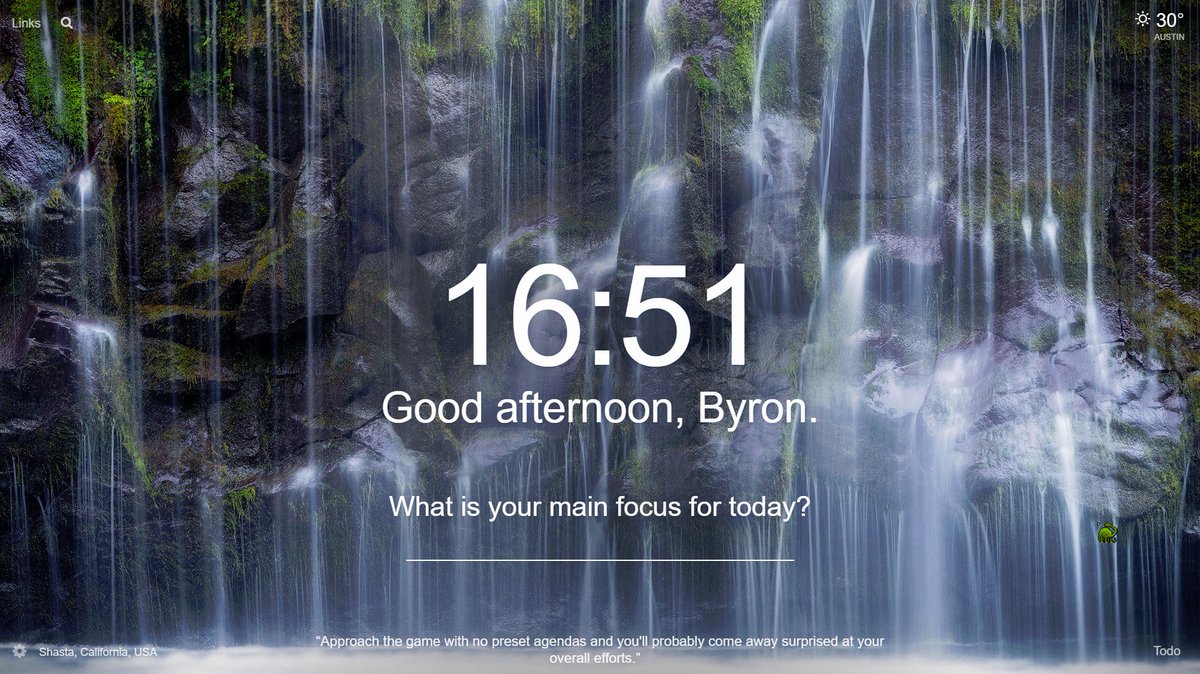 Links
30°
AUSTIN
16:51
Good afternoon, Byron.
What is your main focus for today?
“Approach the game with no preset agendas and you'll probably come away surprised at your
overall efforts.”
Shasta, California, USA
Todo